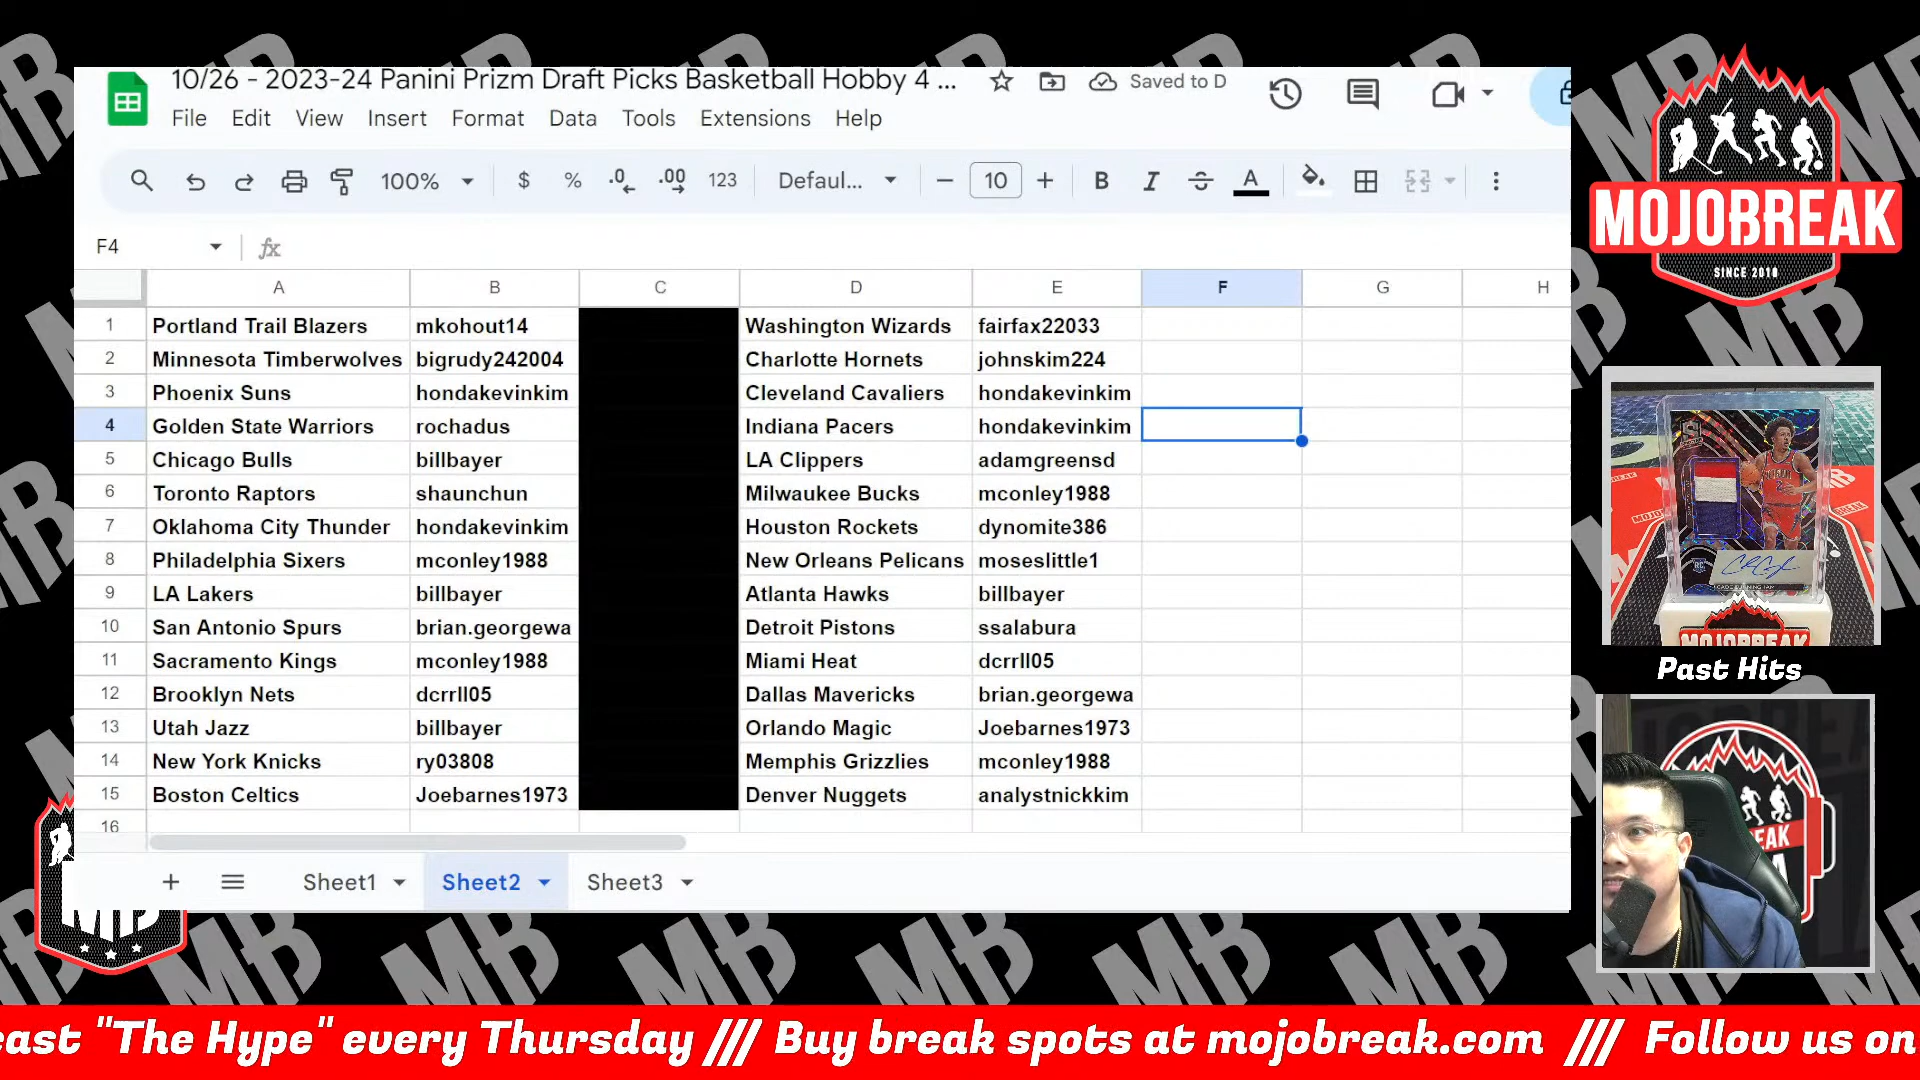 10/26 - 2023-24 Panini Prizm Draft Picks Basketball Hobby 4 ... Saved to D
File Edit View Insert Format Data Tools Extensions Help
100% $ % .0 .00 123 Defaul... 10 B I S A
F4 fx
A B C D E F G H
1 Portland Trail Blazers mkohout14 Washington Wizards fairfax22033
2 Minnesota Timberwolves bigrudy242004 Charlotte Hornets johnskim224
3 Phoenix Suns hondakevinkim Cleveland Cavaliers hondakevinkim
4 Golden State Warriors rochadus Indiana Pacers hondakevinkim
5 Chicago Bulls billbayer LA Clippers adamgreensd
6 Toronto Raptors shaunchun Milwaukee Bucks mconley1988
7 Oklahoma City Thunder hondakevinkim Houston Rockets dynomite386
8 Philadelphia Sixers mconley1988 New Orleans Pelicans moseslittle1
9 LA Lakers billbayer Atlanta Hawks billbayer
10 San Antonio Spurs brian.georgewa Detroit Pistons ssalabura
11 Sacramento Kings mconley1988 Miami Heat dcrrll05
12 Brooklyn Nets dcrrll05 Dallas Mavericks brian.georgewa
13 Utah Jazz billbayer Orlando Magic Joebarnes1973
14 New York Knicks ry03808 Memphis Grizzlies mconley1988
15 Boston Celtics Joebarnes1973 Denver Nuggets analystnickkim
16
Sheet1 Sheet2 Sheet3
MOJOBREAK
SINCE 2010
MOJOBREAK
Past Hits
MB
east "The Hype" every Thursday /// Buy break spots at mojobreak.com /// Follow us on